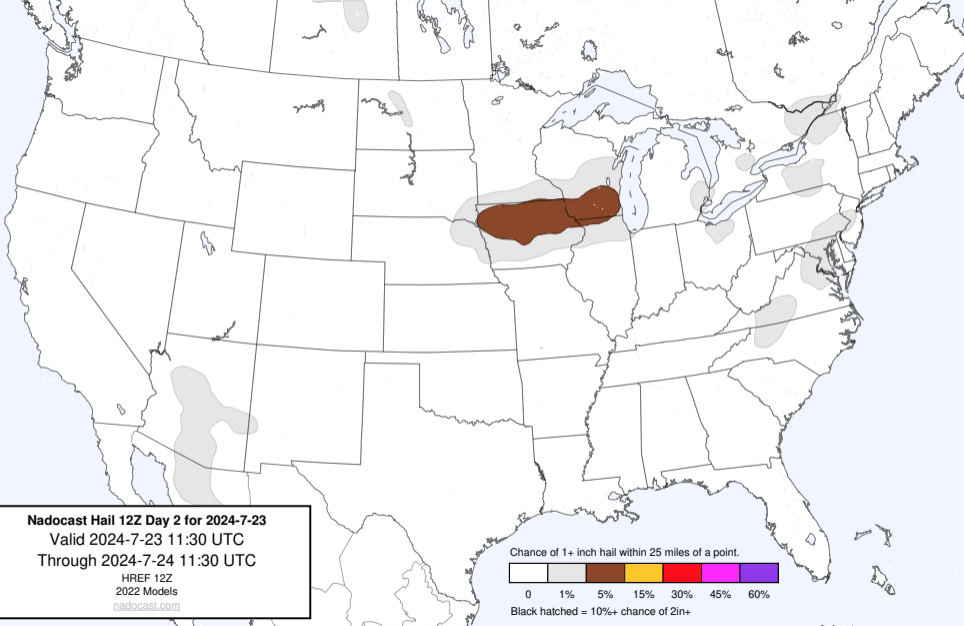 Nadocast Hail 12Z Day 2 for 2024-7-23
Valid 2024-7-23 11:30 UTC
Through 2024-7-24 11:30 UTC
HREF 12Z
2022 Models
nadocast.com
Chance of 1+ inch hail within 25 miles of a point.
0 1% 5% 15% 30% 45% 60%
Black hatched = 10%+ chance of 2in+